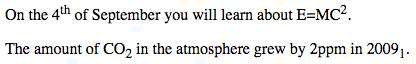 On the 4ᵗʰ of September you will learn about E=MC².
The amount of CO₂ in the atmosphere grew by 2ppm in 2009₁.